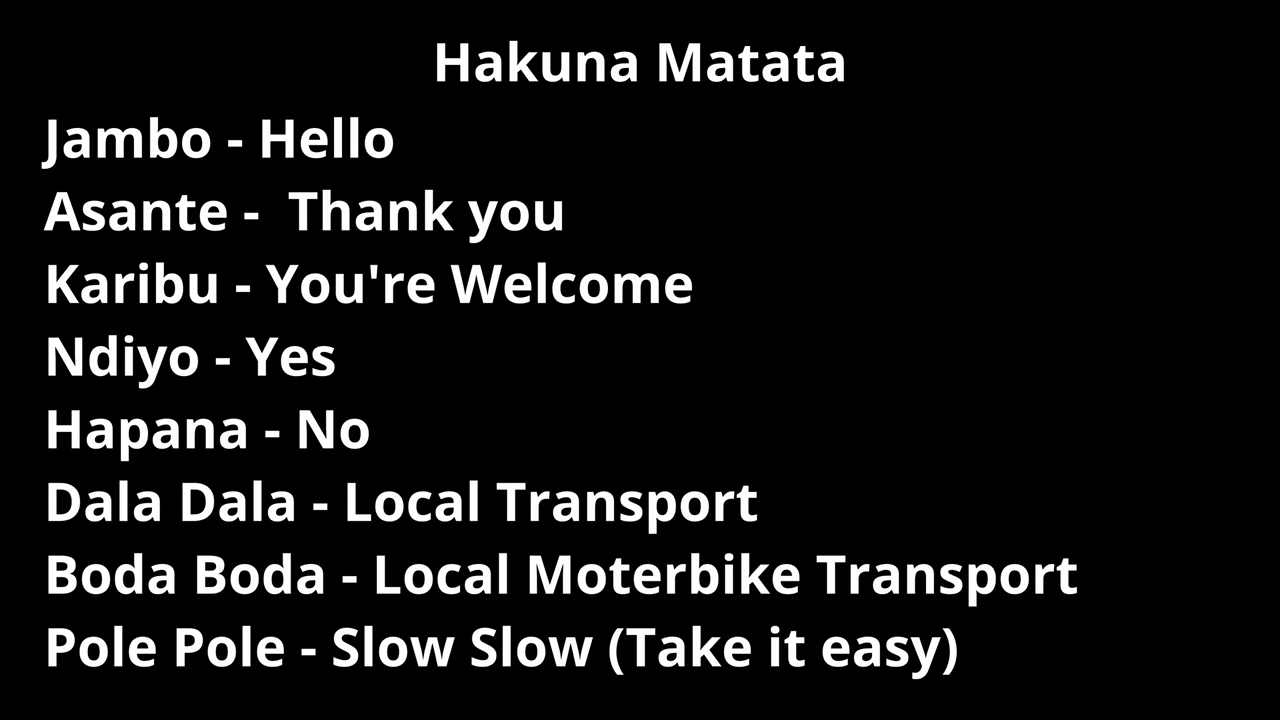 Hakuna Matata
Jambo - Hello
Asante -  Thank you
Karibu - You're Welcome
Ndiyo - Yes
Hapana - No
Dala Dala - Local Transport
Boda Boda - Local Moterbike Transport
Pole Pole - Slow Slow (Take it easy)